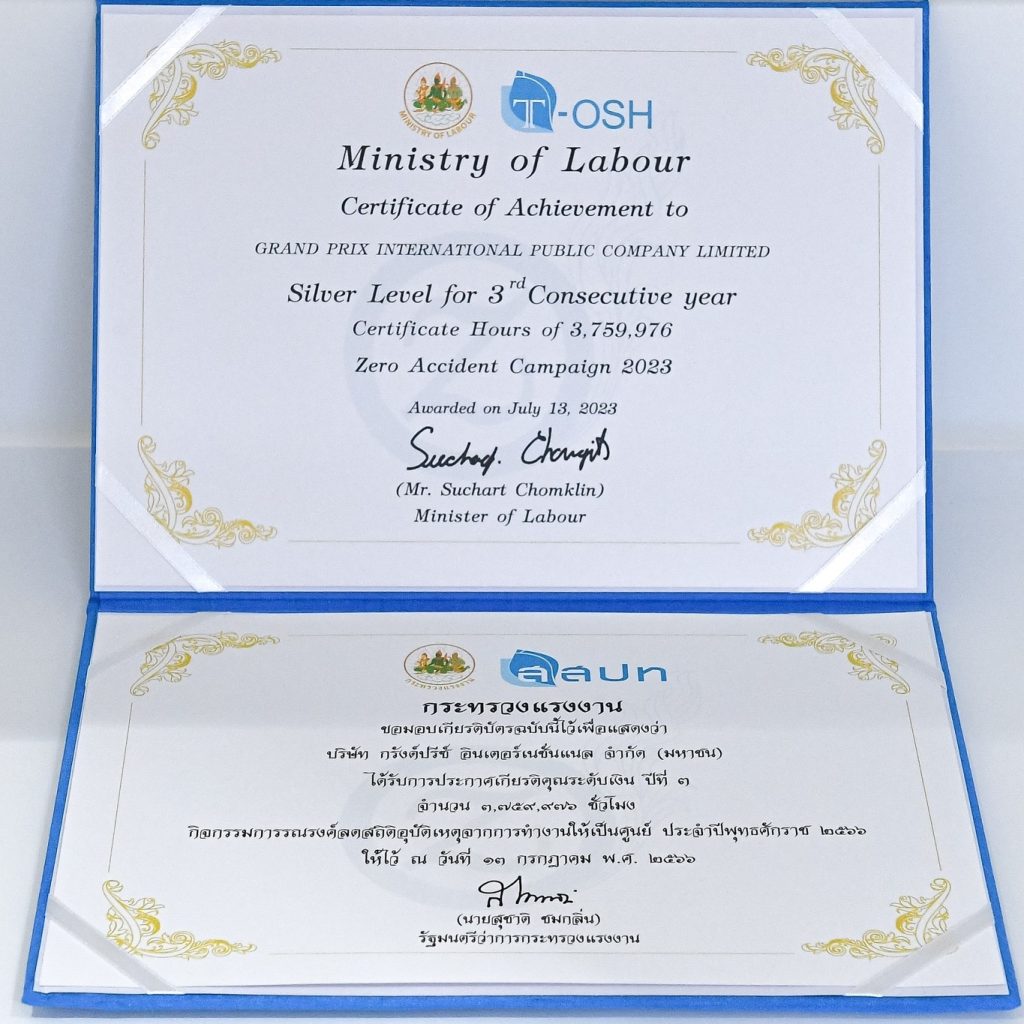 MINISTRY OF LABOUR
T-OSH
Ministry of Labour
Certificate of Achievement to
GRAND PRIX INTERNATIONAL PUBLIC COMPANY LIMITED
Silver Level for 3rd Consecutive year
Certificate Hours of 3,759,976
Zero Accident Campaign 2023
Awarded on July 13, 2023
(Mr. Suchart Chomklin)
Minister of Labour
กระทรวงแรงงาน
สสปท
กระทรวงแรงงาน
ขอมอบเกียรติบัตรฉบับนี้ไว้เพื่อแสดงว่า
บริษัท กรังด์ปรีซ์ อินเตอร์เนชั่นแนล จำกัด (มหาชน)
ได้รับการประกาศเกียรติคุณระดับเงิน ปีที่ ๓
จำนวน ๓,๗๕๙,๙๗๖ ชั่วโมง
กิจกรรมการรณรงค์ลดสถิติอุบัติเหตุจากการทำงานให้เป็นศูนย์ ประจำปีพุทธศักราช ๒๕๖๖
ให้ไว้ ณ วันที่ ๑๓ กรกฎาคม พ.ศ. ๒๕๖๖
(นายสุชาติ ชมกลิ่น)
รัฐมนตรีว่าการกระทรวงแรงงาน